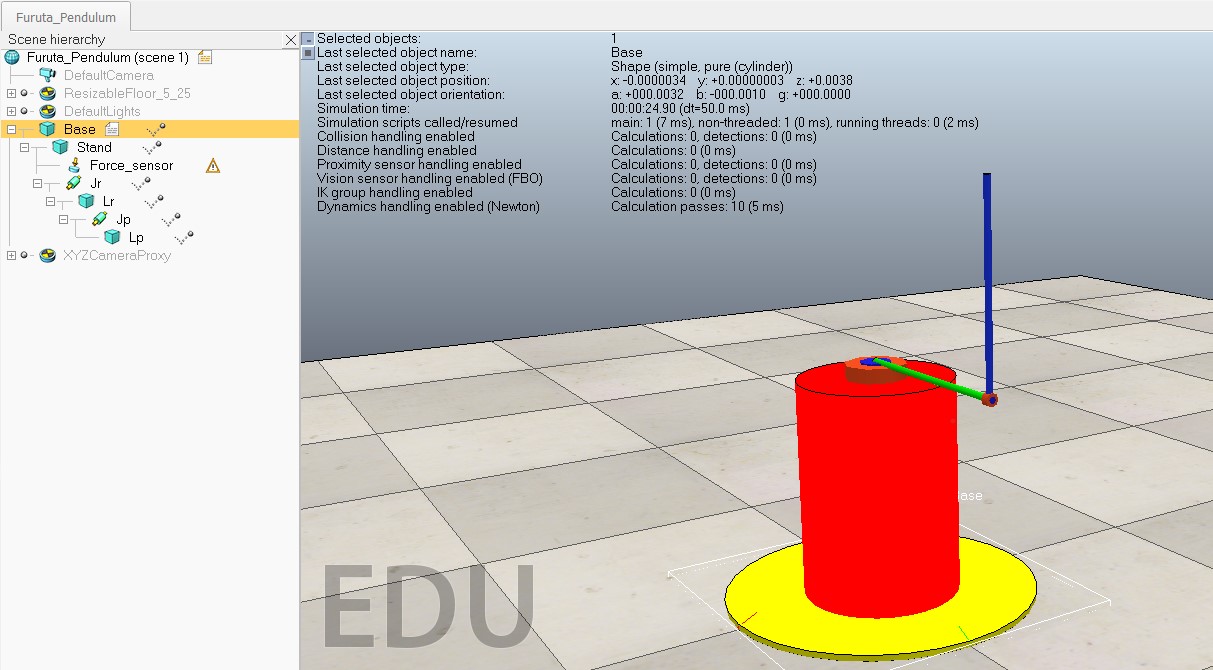 Furuta_Pendulum
Scene hierarchy
Furuta_Pendulum (scene 1)
DefaultCamera
ResizableFloor_5_25
DefaultLights
Base
Stand
Force_sensor
Jr
Lr
Jp
Lp
XYZCameraProxy
Selected objects: 1
Last selected object name: Base
Last selected object type: Shape (simple, pure (cylinder))
Last selected object position: x: -0.0000034 y: +0.00000003 z: +0.0038
Last selected object orientation: a: +000.0032 b: -000.0010 g: +000.0000
Simulation time: 00:00:24.90 (dt=50.0 ms)
Simulation scripts called/resumed main: 1 (7 ms), non-threaded: 1 (0 ms), running threads: 0 (2 ms)
Collision handling enabled Calculations: 0, detections: 0 (0 ms)
Distance handling enabled Calculations: 0 (0 ms)
Proximity sensor handling enabled Calculations: 0, detections: 0 (0 ms)
Vision sensor handling enabled (FBO) Calculations: 0, detections: 0 (0 ms)
IK group handling enabled Calculations: 0 (0 ms)
Dynamics handling enabled (Newton) Calculation passes: 10 (5 ms)
ase
EDU